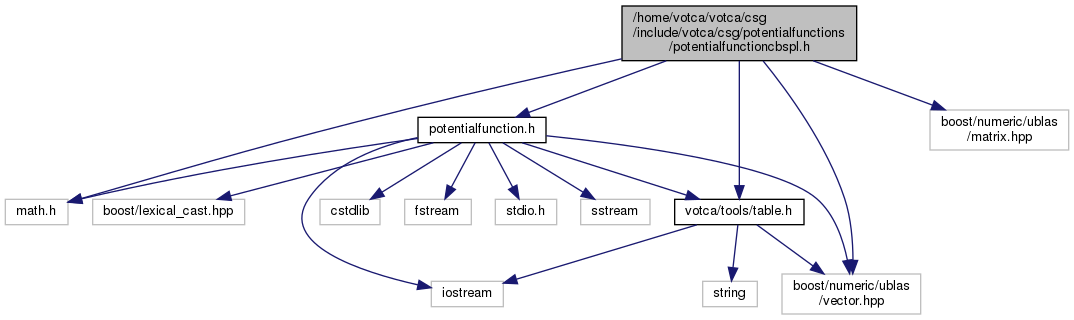 /home/votca/votca/csg
/include/votca/csg/potentialfunctions
/potentialfunctioncbspl.h
potentialfunction.h
boost/numeric/ublas
/matrix.hpp
math.h
boost/lexical_cast.hpp
cstdlib
fstream
stdio.h
sstream
votca/tools/table.h
iostream
string
boost/numeric/ublas
/vector.hpp